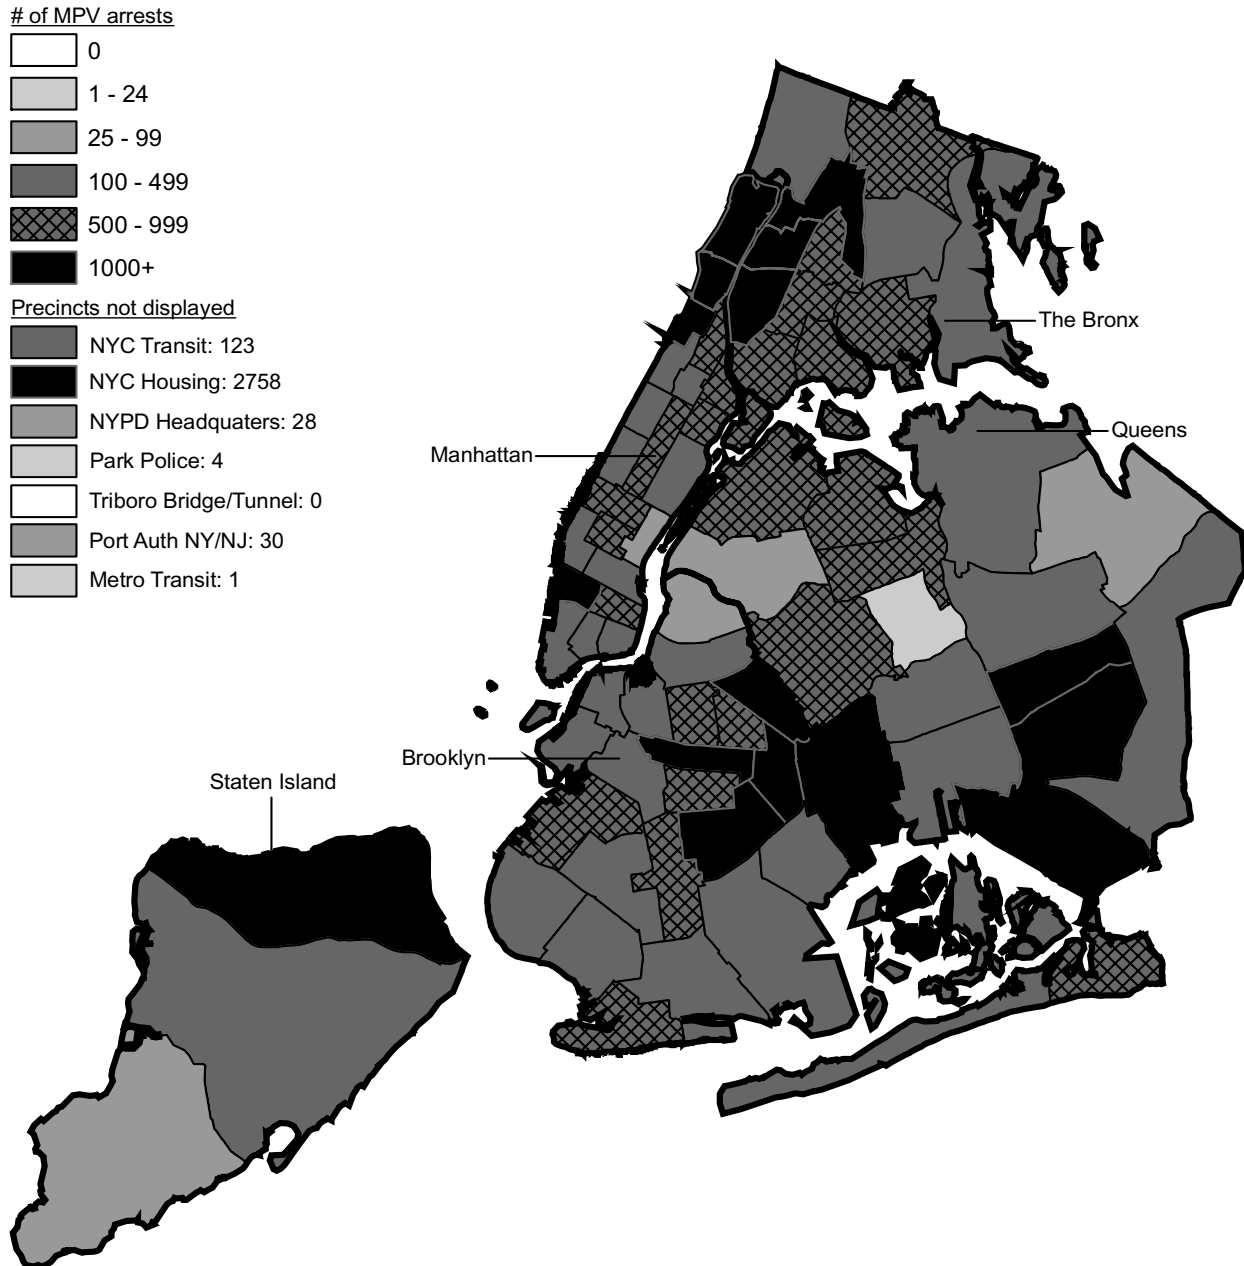 # of MPV arrests
0
1 - 24
25 - 99
100 - 499
500 - 999
1000+
Precincts not displayed
NYC Transit: 123
NYC Housing: 2758
NYPD Headquaters: 28
Park Police: 4
Triboro Bridge/Tunnel: 0
Port Auth NY/NJ: 30
Metro Transit: 1
The Bronx
Queens
Manhattan
Brooklyn
Staten Island